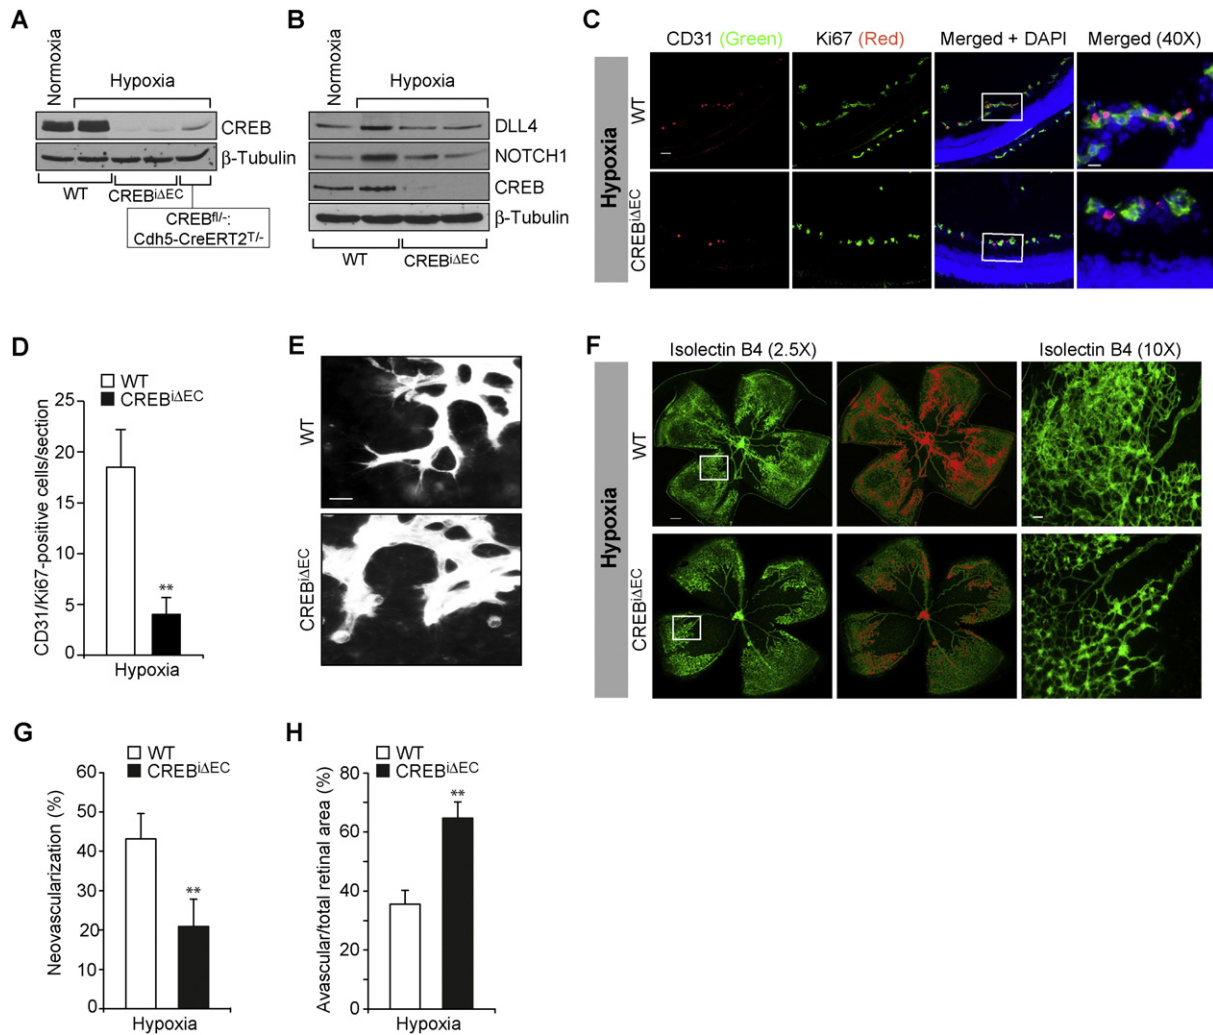 A
Normoxia
Hypoxia
CREB
β-Tubulin
WT
CREBiΔEC
CREBfl/-:
Cdh5-CreERT2T/-
B
Normoxia
Hypoxia
DLL4
NOTCH1
CREB
β-Tubulin
WT
CREBiΔEC
C
CD31 (Green)
Ki67 (Red)
Merged + DAPI
Merged (40X)
Hypoxia
WT
CREBiΔEC
D
WT
CREBiΔEC
CD31/Ki67-positive cells/section
25
20
15
10
5
0
**
Hypoxia
E
WT
CREBiΔEC
F
Isolectin B4 (2.5X)
Isolectin B4 (10X)
Hypoxia
WT
CREBiΔEC
G
WT
CREBiΔEC
Neovascularization (%)
60
50
40
30
20
10
0
**
Hypoxia
H
WT
CREBiΔEC
Avascular/total retinal area (%)
80
60
40
20
0
**
Hypoxia